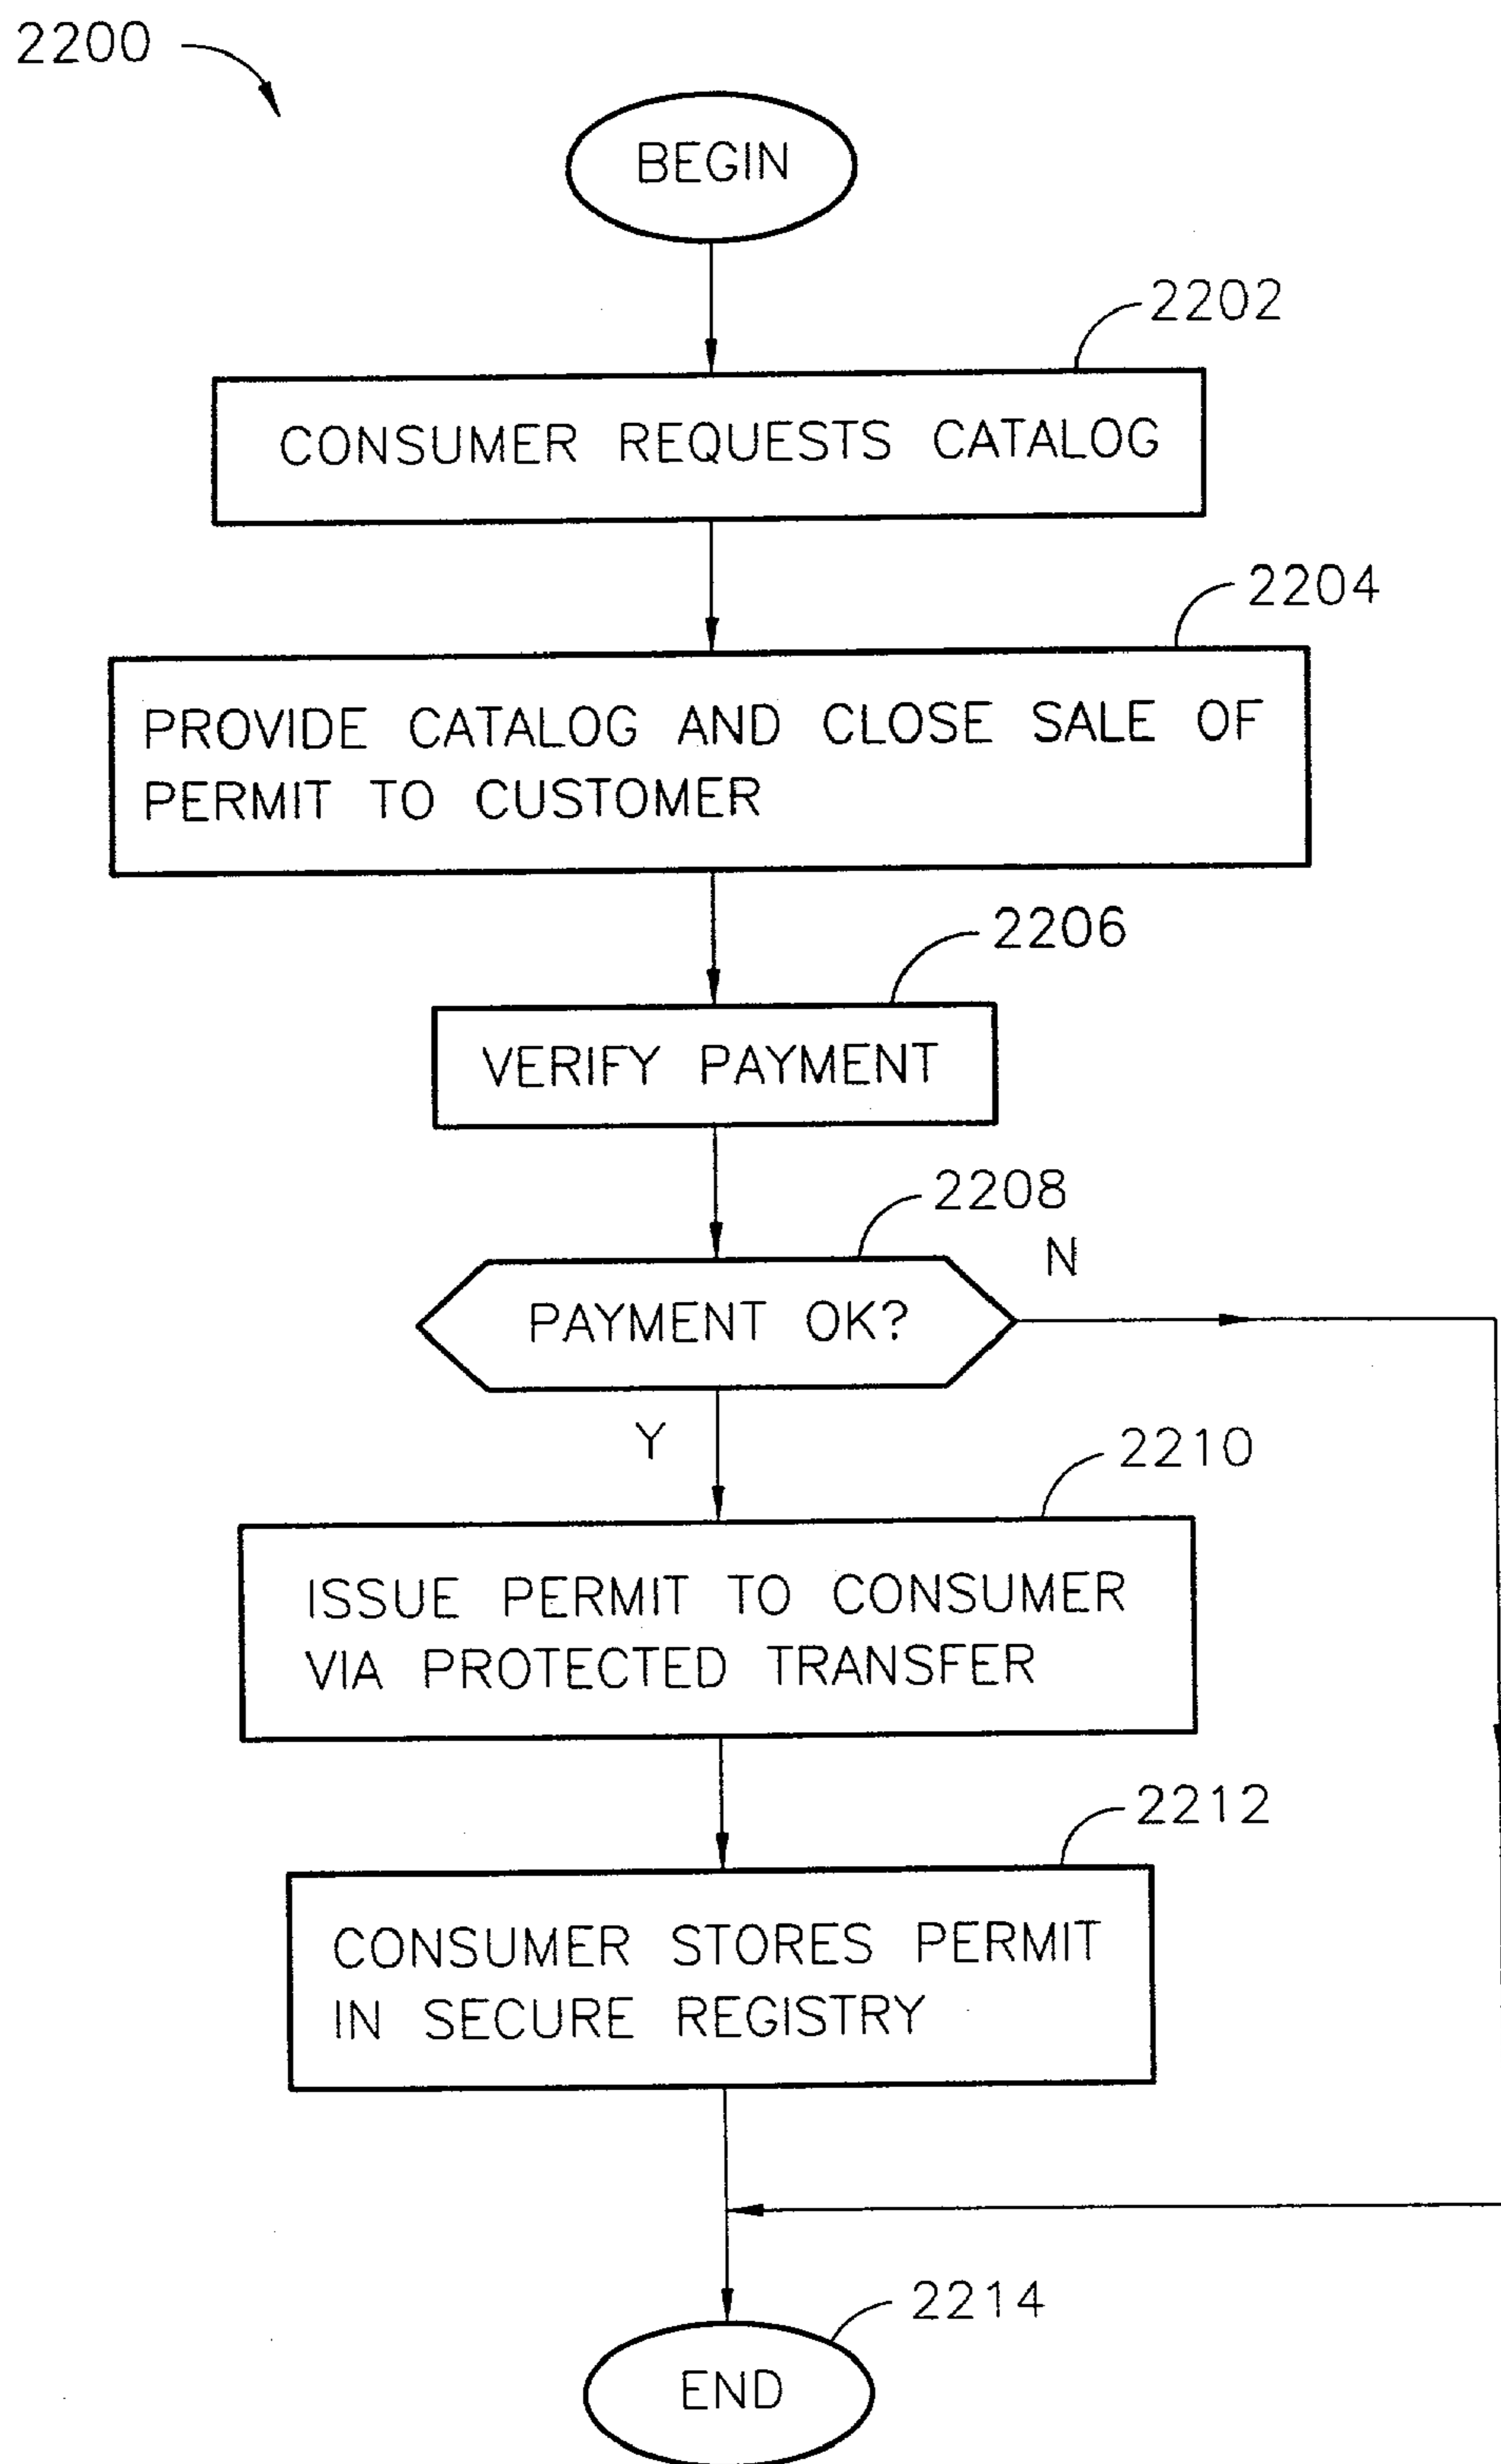 2200
BEGIN
2202
CONSUMER REQUESTS CATALOG
2204
PROVIDE CATALOG AND CLOSE SALE OF
PERMIT TO CUSTOMER
2206
VERIFY PAYMENT
2208
N
PAYMENT OK?
Y
2210
ISSUE PERMIT TO CONSUMER
VIA PROTECTED TRANSFER
2212
CONSUMER STORES PERMIT
IN SECURE REGISTRY
2214
END